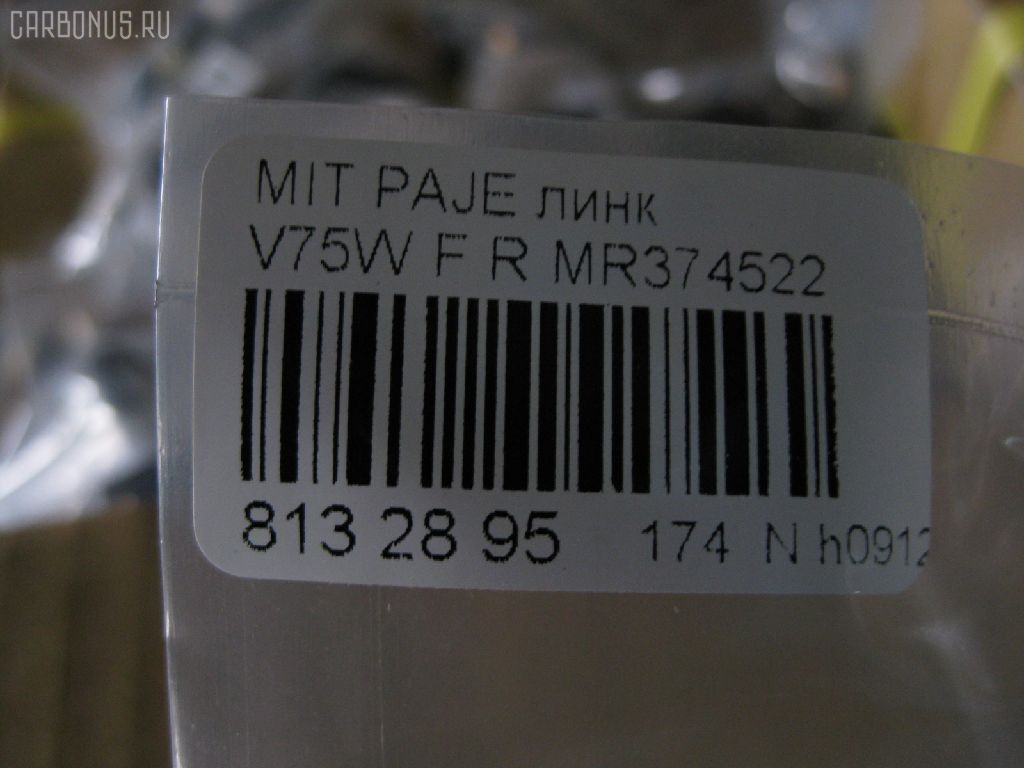 CARBONUS.RU
MIT PAJE линк
V75W F R MR374522
813 28 95 174 N h0912